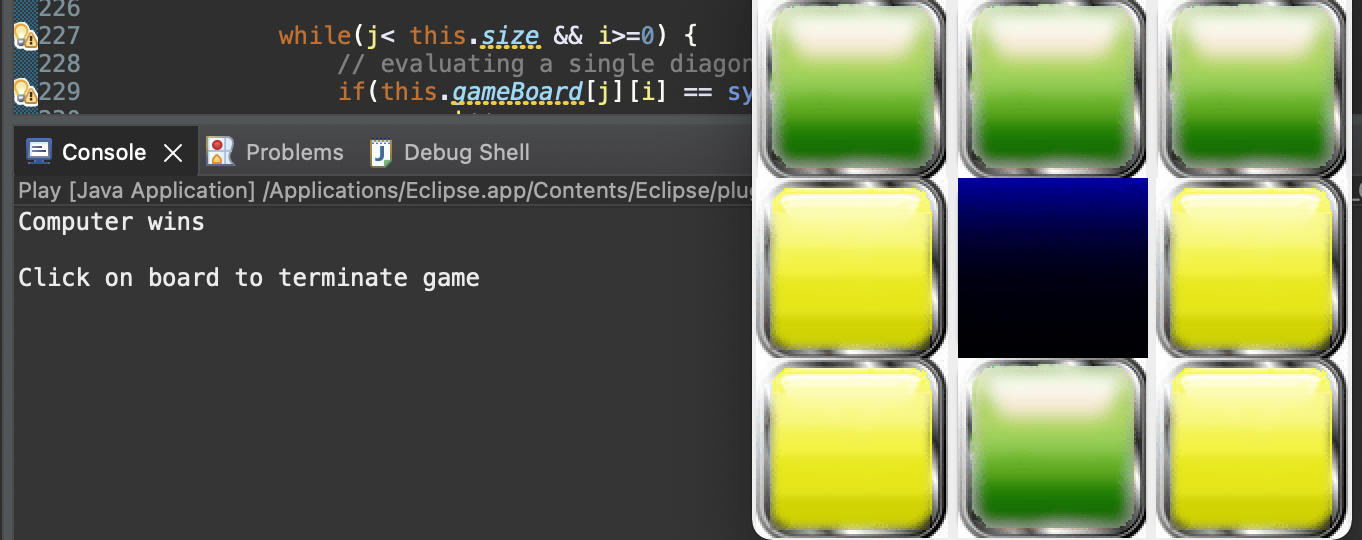 226
227 while(j< this.size && i>=0) {
228 // evaluating a single diagon
229 if(this.gameBoard[j][i] == sy
Console Problems Debug Shell
Play [Java Application] /Applications/Eclipse.app/Contents/Eclipse/plu
Computer wins
Click on board to terminate game